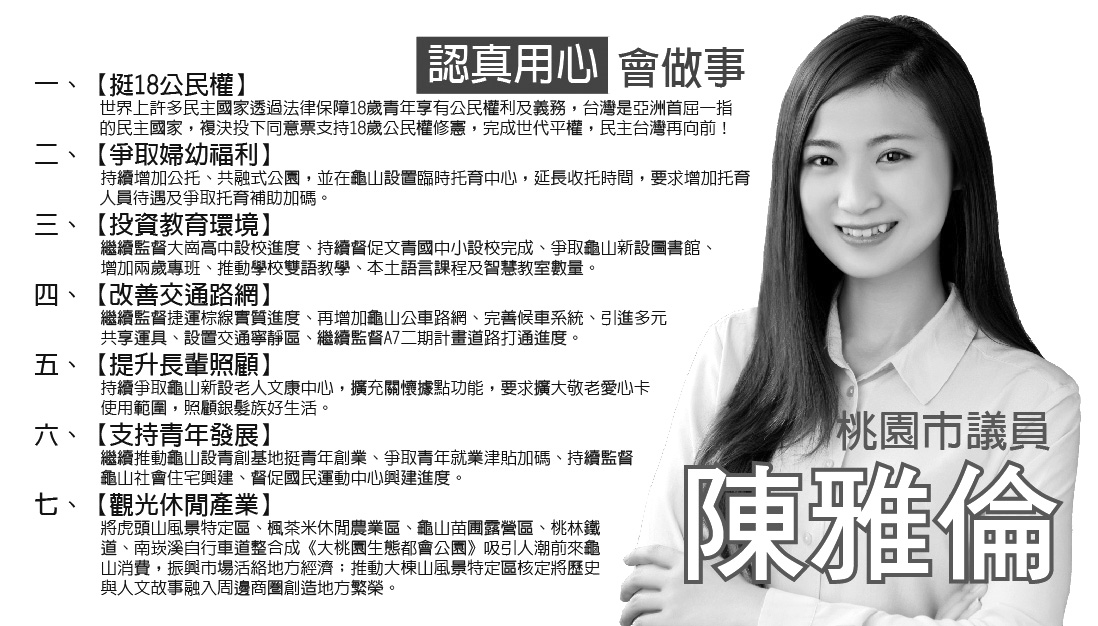 認真用心 會做事
一、【挺18公民權】
世界上許多民主國家透過法律保障18歲青年享有公民權利及義務，台灣是亞洲首屈一指
的民主國家，複決投下同意票支持18歲公民權修憲，完成世代平權，民主台灣再向前！
二、【爭取婦幼福利】
持續增加公托、共融式公園，並在龜山設置臨時托育中心，延長收托時間，要求增加托育
人員待遇及爭取托育補助加碼。
三、【投資教育環境】
繼續監督大崗高中設校進度、持續督促文青國中小設校完成、爭取龜山新設圖書館、
增加兩歲專班、推動學校雙語教學、本土語言課程及智慧教室數量。
四、【改善交通路網】
繼續監督捷運棕線實質進度、再增加龜山公車路網、完善候車系統、引進多元
共享運具、設置交通寧靜區、繼續監督A7二期計畫道路打通進度。
五、【提升長輩照顧】
持續爭取龜山新設老人文康中心，擴充關懷據點功能，要求擴大敬老愛心卡
使用範圍，照顧銀髮族好生活。
六、【支持青年發展】
繼續推動龜山設青創基地挺青年創業、爭取青年就業津貼加碼、持續監督
龜山社會住宅興建、督促國民運動中心興建進度。
七、【觀光休閒產業】
將虎頭山風景特定區、楓茶米休閒農業區、龜山苗圃露營區、桃林鐵
道、南崁溪自行車道整合成《大桃園生態都會公園》吸引人潮前來龜
山消費，振興市場活絡地方經濟；推動大棟山風景特定區核定將歷史
與人文故事融入周邊商圈創造地方繁榮。
桃園市議員
陳雅倫